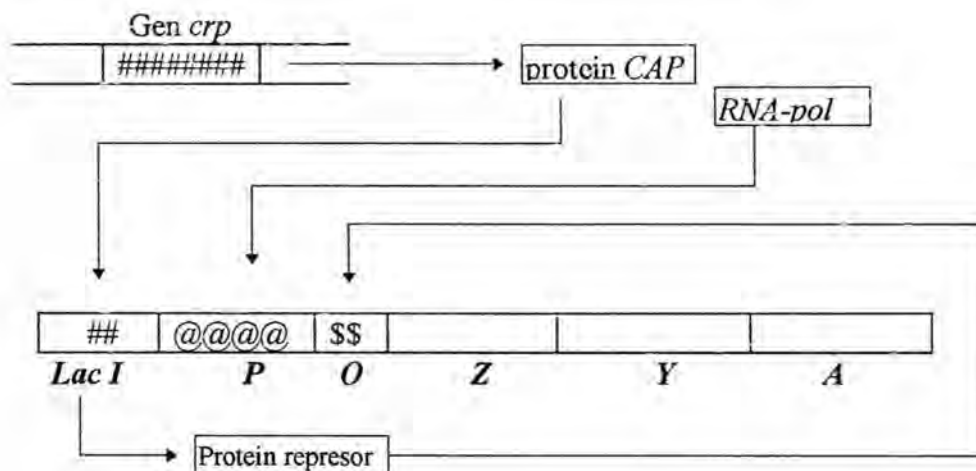 Gen crp
########
protein CAP
RNA-pol
##
@@@@
$$
Lac I P O Z Y A
Protein represor